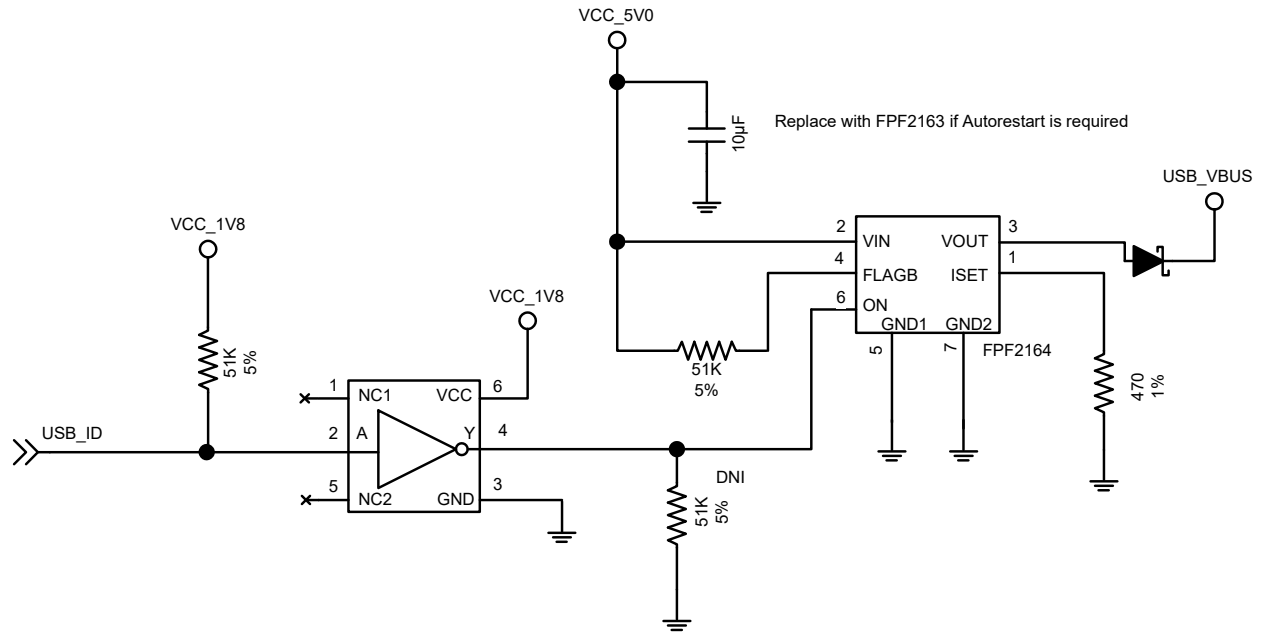 VCC_5V0
10µF
Replace with FPF2163 if Autorestart is required
USB_VBUS
VCC_1V8
51K
5%
VCC_1V8
2
VIN
VOUT
3
4
FLAGB
ISET
1
6
ON
GND1
GND2
5
7
FPF2164
51K
5%
470
1%
1
NC1
VCC
6
USB_ID
2
A
Y
4
5
NC2
GND
3
DNI
51K
5%